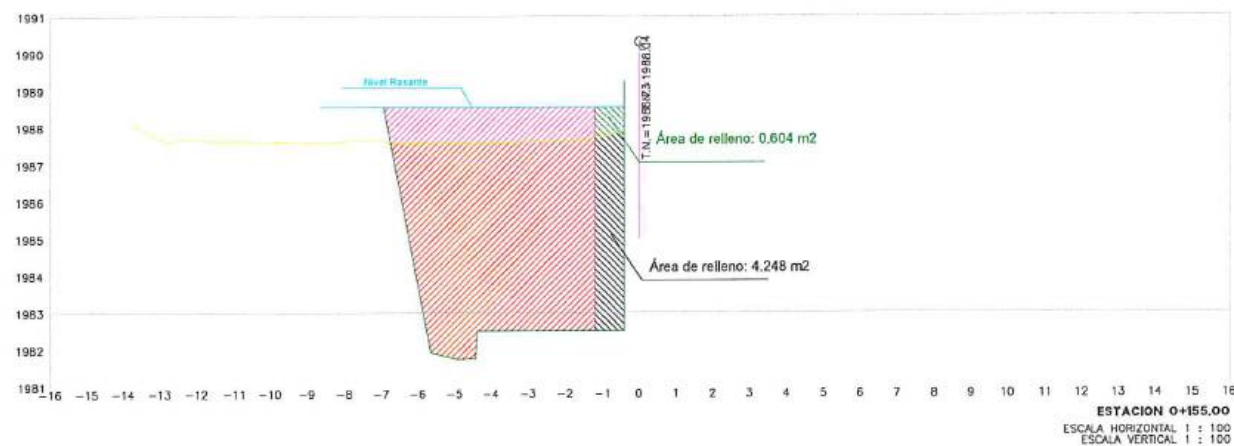 1991
1990
1989
1988
1987
1986
1985
1984
1983
1982
1981
Nivel Rasante
Área de relleno: 0.604 m2
Área de relleno: 4.248 m2
-16 -15 -14 -13 -12 -11 -10 -9 -8 -7 -6 -5 -4 -3 -2 -1 0 1 2 3 4 5 6 7 8 9 10 11 12 13 14 15 16
ESTACION 0+155.00
ESCALA HORIZONTAL 1 : 100
ESCALA VERTICAL 1 : 100